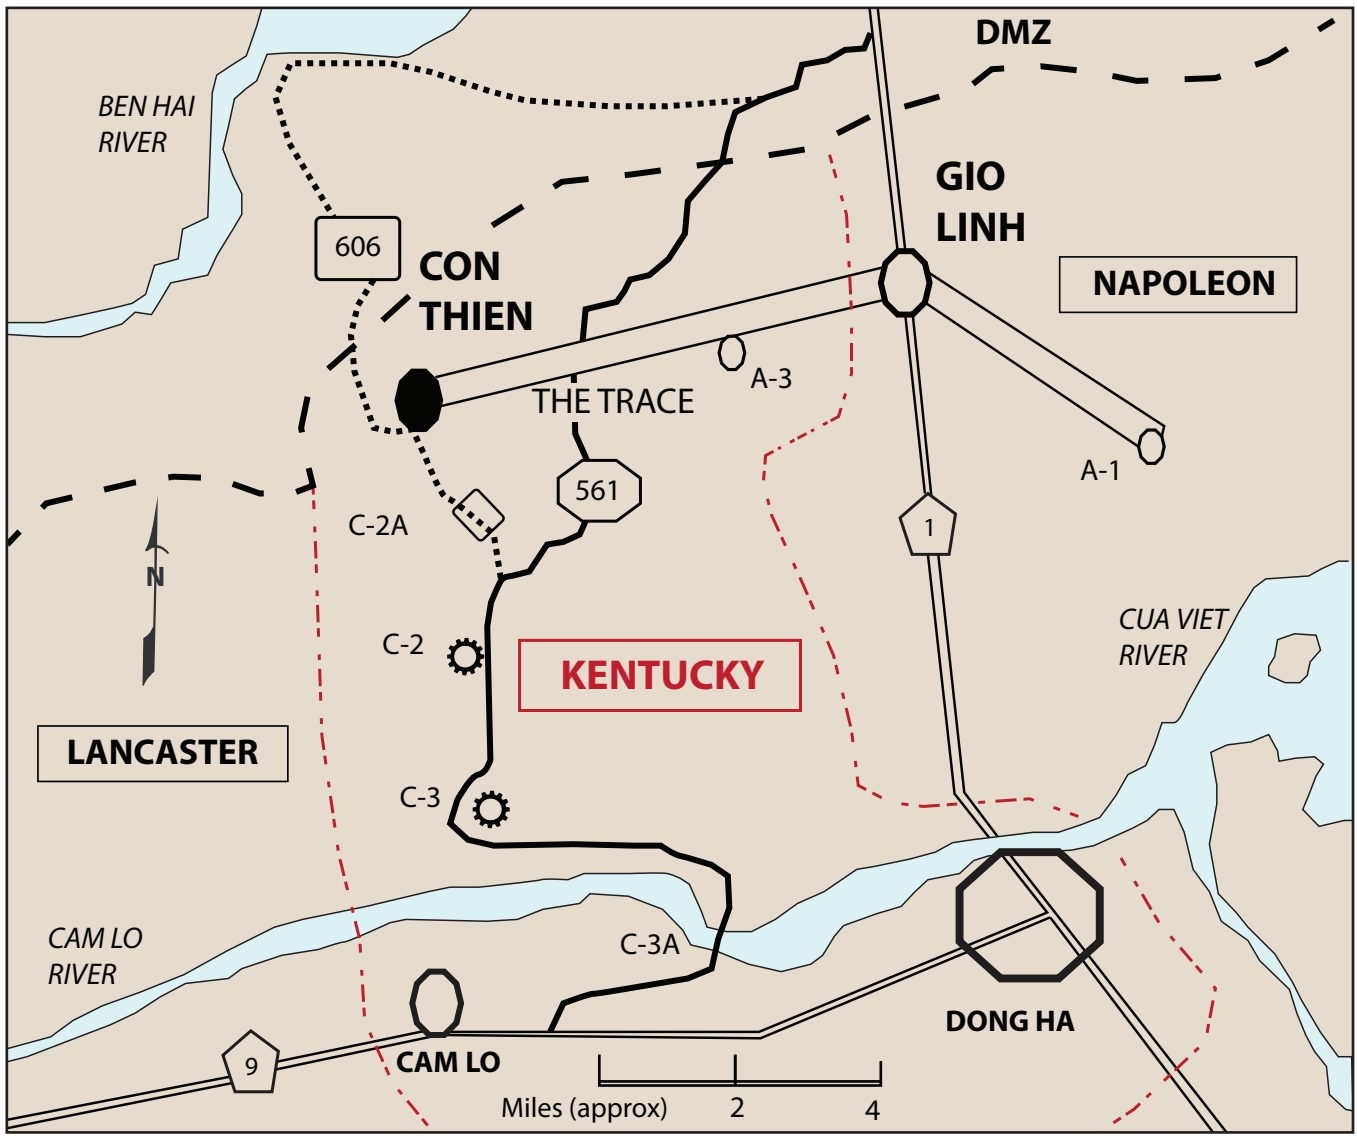 DMZ
BEN HAI
RIVER
GIO
LINH
606
CON
THIEN
NAPOLEON
A-3
THE TRACE
A-1
561
C-2A
1
N
CUA VIET
RIVER
C-2
KENTUCKY
LANCASTER
C-3
CAM LO
RIVER
C-3A
DONG HA
9
CAM LO
Miles (approx) 2 4